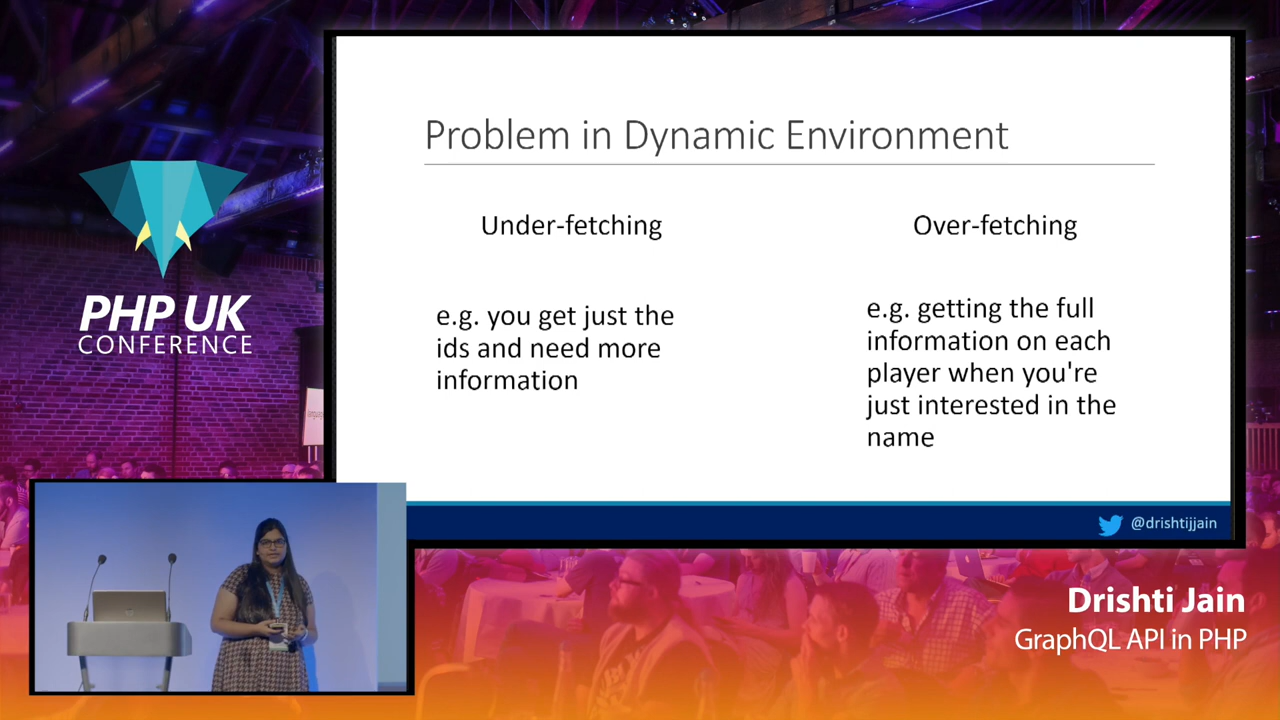 PHP UK
CONFERENCE
Problem in Dynamic Environment
Under-fetching
e.g. you get just the
ids and need more
information
Over-fetching
e.g. getting the full
information on each
player when you're
just interested in the
name
@drishtijjain
Drishti Jain
GraphQL API in PHP